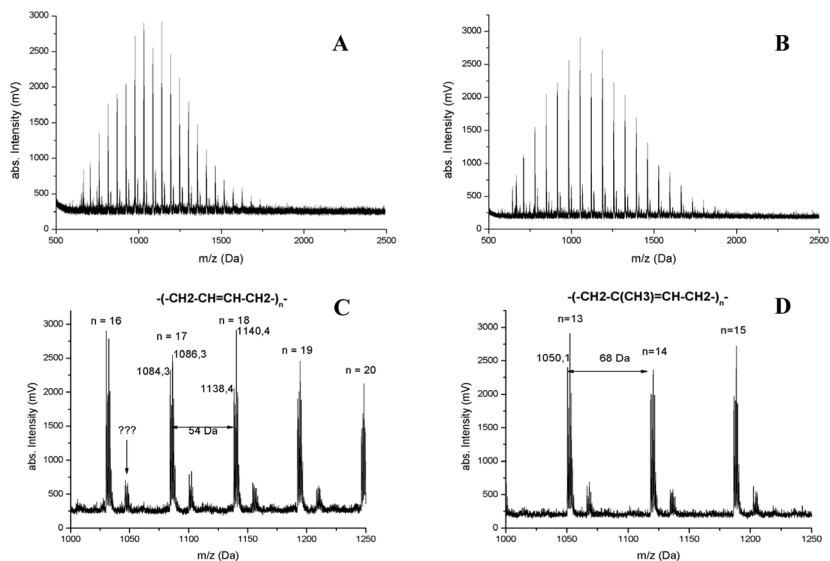 A
abs. Intensity (mV)
3000
2500
2000
1500
1000
500
0
500
1000
1500
2000
2500
m/z (Da)
B
abs. Intensity (mV)
3000
2500
2000
1500
1000
500
0
500
1000
1500
2000
2500
m/z (Da)
-(-CH2-CH=CH-CH2-)n-
C
abs. Intensity (mV)
3000
2500
2000
1500
1000
500
0
n = 16
n = 17
n = 18
n = 19
n = 20
1084,3
1086,3
1138,4
1140,4
54 Da
???
1000
1050
1100
1150
1200
1250
m/z (Da)
-(-CH2-C(CH3)=CH-CH2-)n-
D
abs. Intensity (mV)
3000
2500
2000
1500
1000
500
0
n=13
n=14
n=15
1050,1
68 Da
1000
1050
1100
1150
1200
1250
m/z (Da)